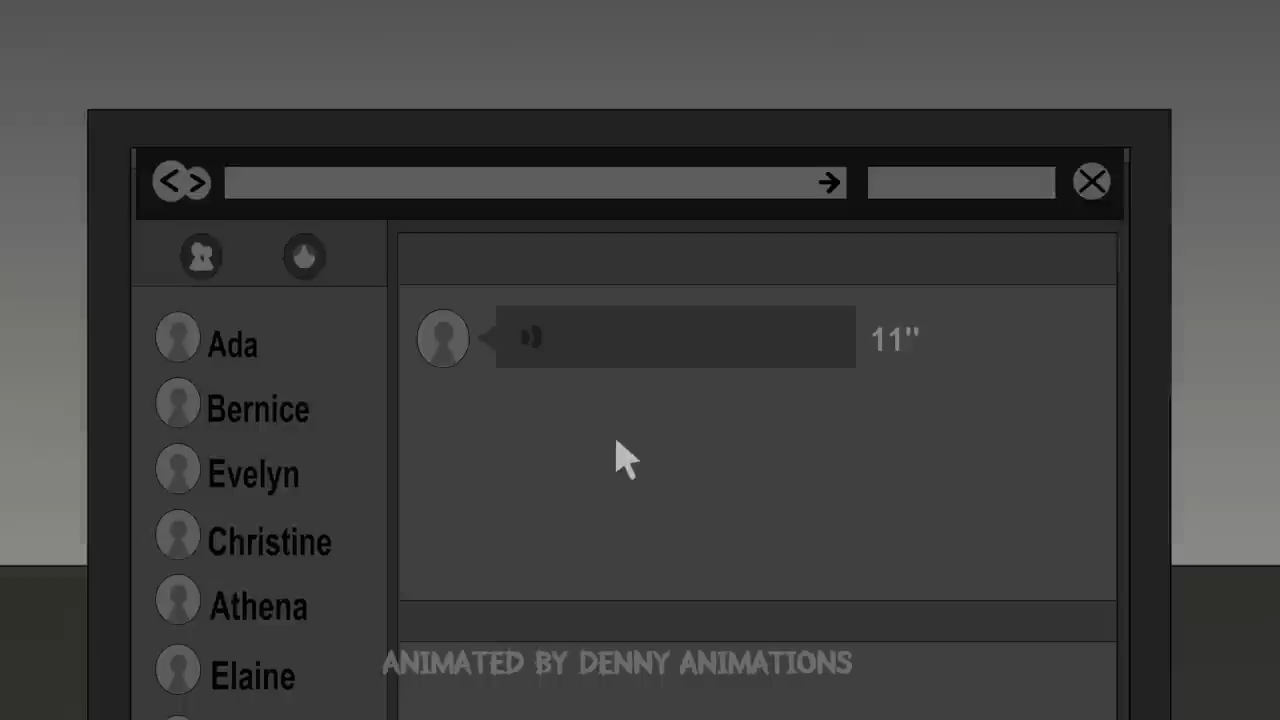 Ada
11"
Bernice
Evelyn
Christine
Athena
Elaine
ANIMATED BY DENNY ANIMATIONS